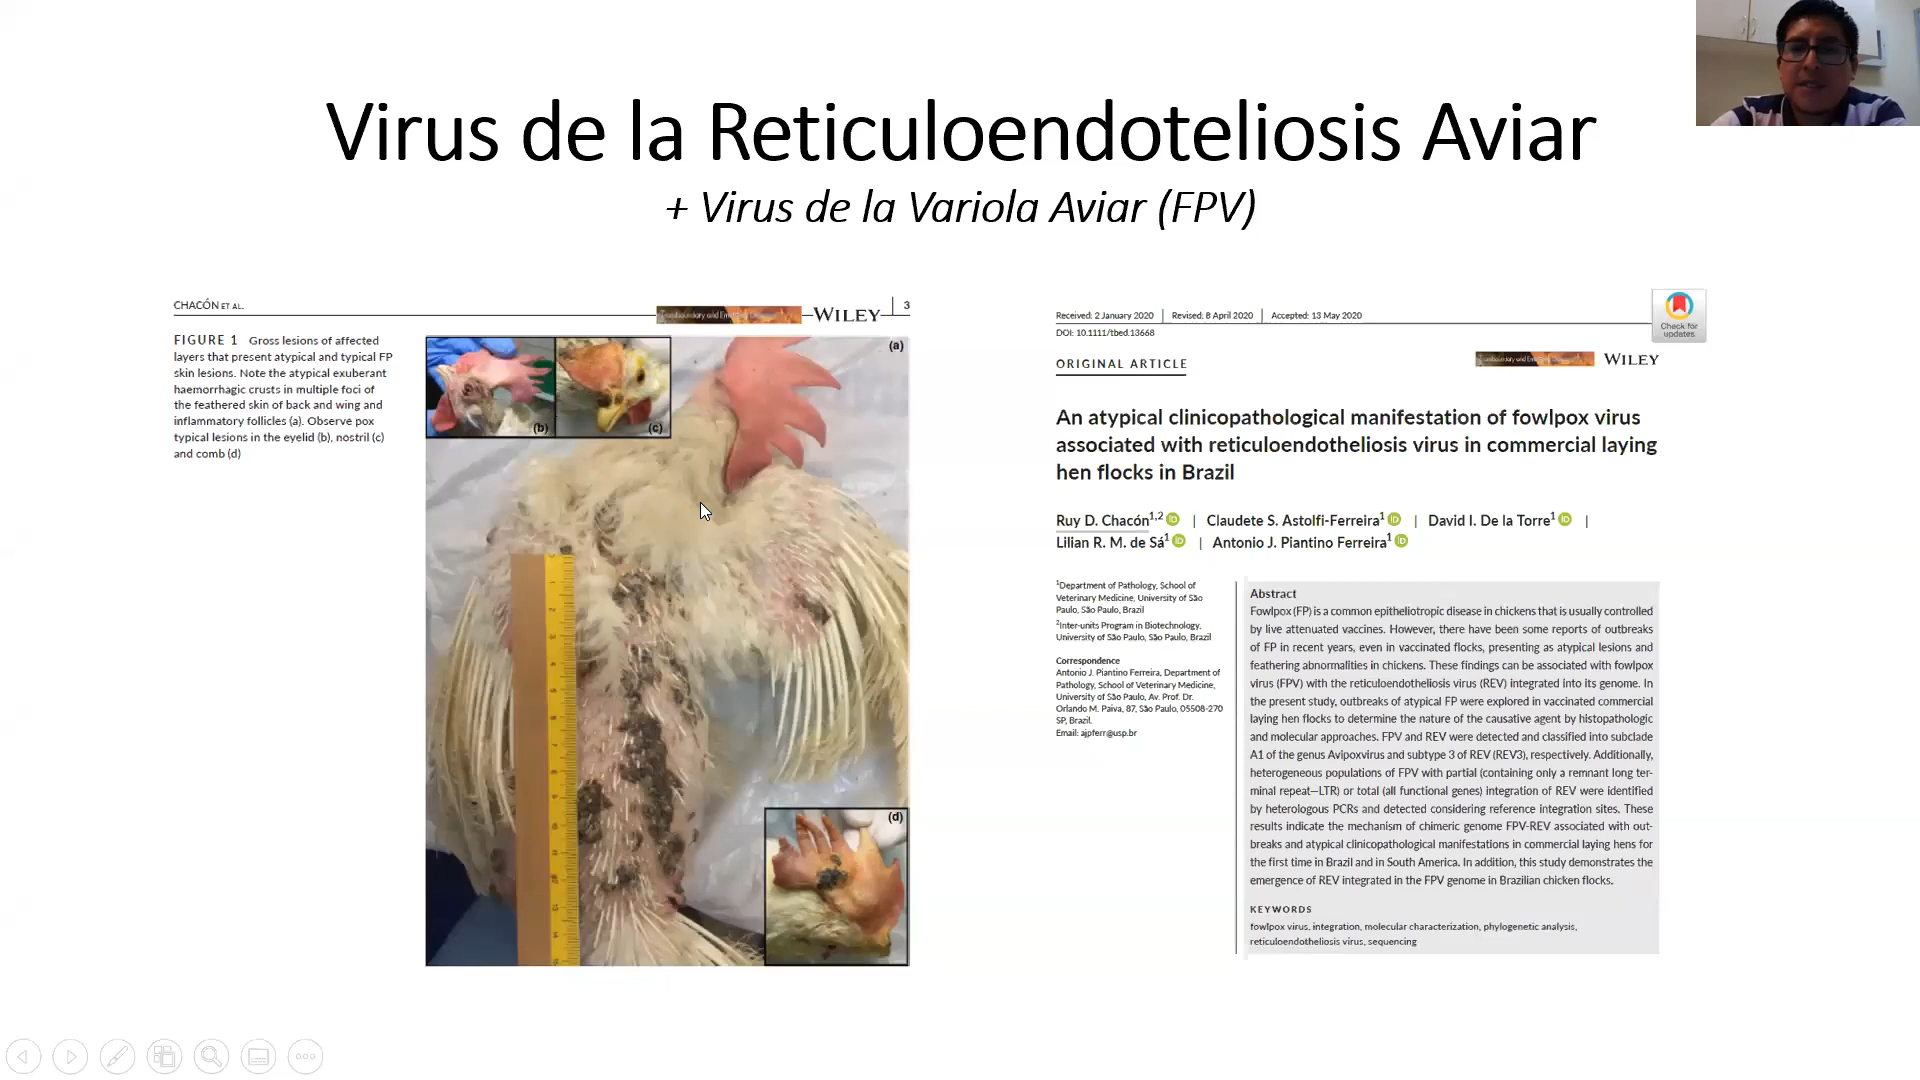 Virus de la Reticuloendoteliosis Aviar
+ Virus de la Variola Aviar (FPV)
CHACÓN ET AL.
WILEY
3
FIGURE 1 Gross lesions of affected
layers that present atypical and typical FP
skin lesions. Note the atypical exuberant
haemorrhagic crusts in multiple foci of
the feathered skin of back and wing and
inflammatory follicles (a). Observe pox
typical lesions in the eyelid (b), nostril (c)
and comb (d)
(a)
(b)
(c)
(d)
Received: 2 January 2020 | Revised: 8 April 2020 | Accepted: 13 May 2020
DOI: 10.1111/tbed.13668
Check for
updates
ORIGINAL ARTICLE
WILEY
An atypical clinicopathological manifestation of fowlpox virus
associated with reticuloendotheliosis virus in commercial laying
hen flocks in Brazil
Ruy D. Chacón1,2 | Claudete S. Astolfi-Ferreira1 | David I. De la Torre1 |
Lilian R. M. de Sá1 | Antonio J. Piantino Ferreira1
1Department of Pathology, School of
Veterinary Medicine, University of São
Paulo, São Paulo, Brazil
2Inter-units Program in Biotechnology,
University of São Paulo, São Paulo, Brazil
Correspondence
Antonio J. Piantino Ferreira, Department of
Pathology, School of Veterinary Medicine,
University of São Paulo, Av. Prof. Dr.
Orlando M. Paiva, 87, São Paulo, 05508-270
SP, Brazil.
Email: ajpferr@usp.br
Abstract
Fowlpox (FP) is a common epitheliotropic disease in chickens that is usually controlled
by live attenuated vaccines. However, there have been some reports of outbreaks
of FP in recent years, even in vaccinated flocks, presenting as atypical lesions and
feathering abnormalities in chickens. These findings can be associated with fowlpox
virus (FPV) with the reticuloendotheliosis virus (REV) integrated into its genome. In
the present study, outbreaks of atypical FP were explored in vaccinated commercial
laying hen flocks to determine the nature of the causative agent by histopathologic
and molecular approaches. FPV and REV were detected and classified into subclade
A1 of the genus Avipoxvirus and subtype 3 of REV (REV3), respectively. Additionally,
heterogeneous populations of FPV with partial (containing only a remnant long ter-
minal repeat—LTR) or total (all functional genes) integration of REV were identified
by heterologous PCRs and detected considering reference integration sites. These
results indicate the mechanism of chimeric genome FPV-REV associated with out-
breaks and atypical clinicopathological manifestations in commercial laying hens for
the first time in Brazil and in South America. In addition, this study demonstrates the
emergence of REV integrated in the FPV genome in Brazilian chicken flocks.
KEYWORDS
fowlpox virus, integration, molecular characterization, phylogenetic analysis,
reticuloendotheliosis virus, sequencing